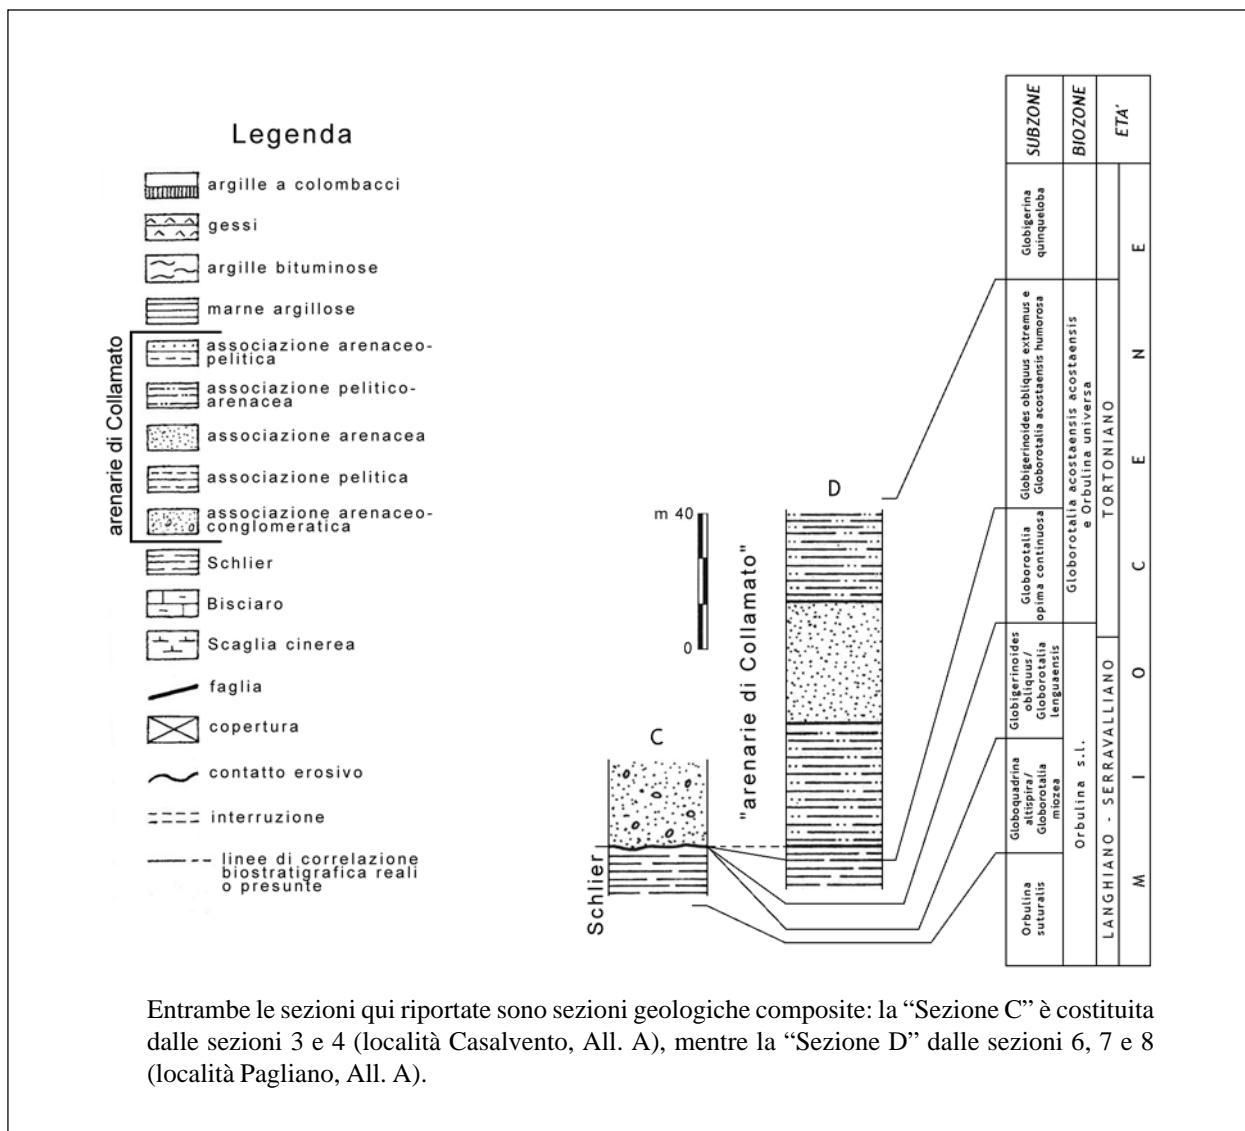 Legenda
argille a colombacci
gessi
argille bituminose
marne argillose
arenarie di Collamato
associazione arenaceo-
pelitica
associazione pelitico-
arenacea
associazione arenacea
associazione pelitica
associazione arenaceo-
conglomeratica
Schlier
Bisciaro
Scaglia cinerea
faglia
copertura
contatto erosivo
interruzione
linee di correlazione
biostratigrafica reali
o presunte
C
Schlier
m 40
0
"arenarie di Collamato"
D
SUBZONE
BIOZONE
ETA'
Globigerina
quinqueloba
Globigerinoides obliquus extremus e
Globorotalia acostaensis humorosa
Globorotalia
opima continuosa
Globigerinoides
obliquus/
Globorotalia
lenguaensis
Globoquadrina
altispira/
Globorotalia
miozea
Orbulina
suturalis
Globorotalia acostaensis acostaensis
e Orbulina universa
Orbulina s.l.
TORTONIANO
LANGHIANO - SERRAVALLIANO
MIOCENE
Entrambe le sezioni qui riportate sono sezioni geologiche composite: la “Sezione C” è costituita
dalle sezioni 3 e 4 (località Casalvento, All. A), mentre la “Sezione D” dalle sezioni 6, 7 e 8
(località Pagliano, All. A).